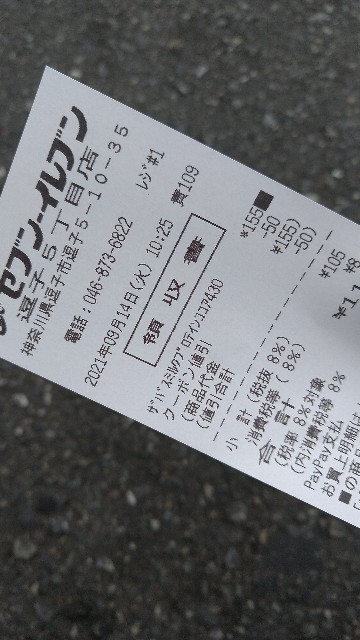 セブン-イレブン
逗子5丁目店
神奈川県逗子市逗子5-10-35
電話：046-873-6822 レジ#1
2021年09月14日(火) 10:25 責109
領収書
ｻﾞﾊﾞｽﾐﾙｸﾌﾟﾛﾃｲﾝｺｺｱ430 *155■
クーポン値引 -50
(商品代金 ¥155)
(値引合計 -50)
小 計 (税抜 8%) ¥105
消費税等 ( 8%) ¥8
合 計
(税率 8%対象
(内消費税等 8%
PayPay支払
お買上明細は
■の商品